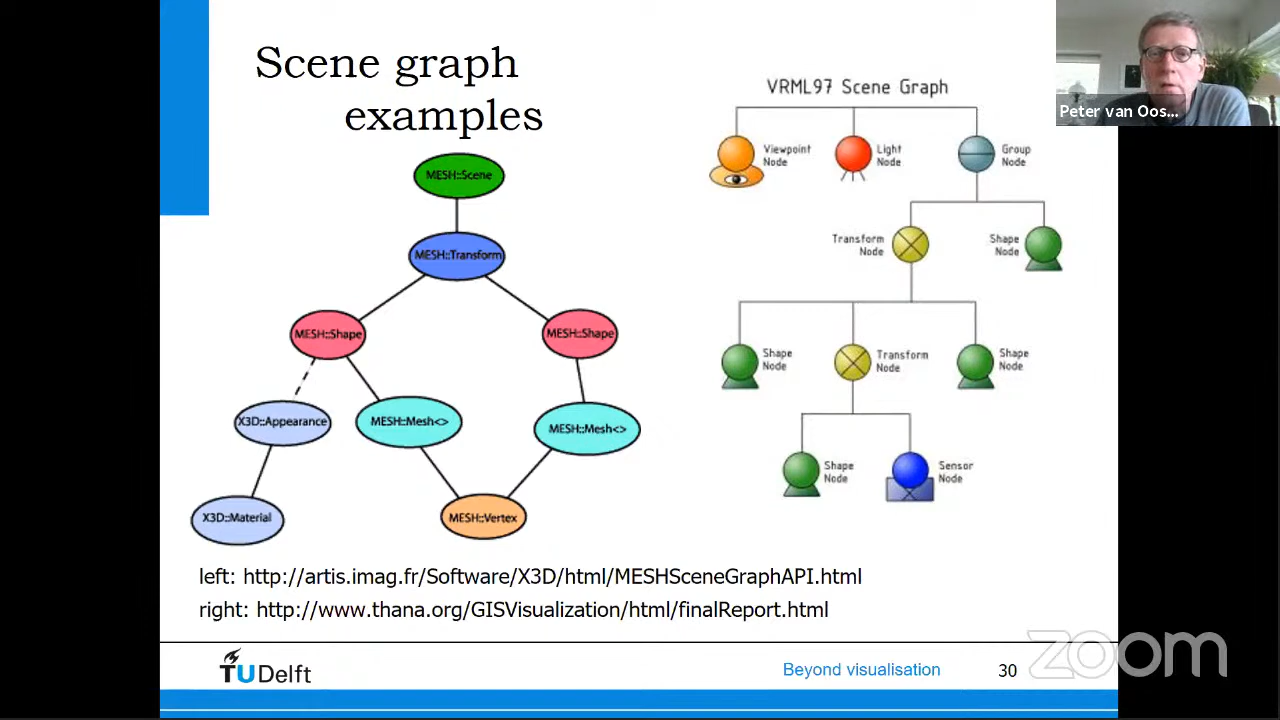 Scene graph
examples
MESH::Scene
MESH::Transform
MESH::Shape
MESH::Shape
X3D::Appearance
MESH::Mesh<>
MESH::Mesh<>
X3D::Material
MESH::Vertex
VRML97 Scene Graph
Viewpoint
Node
Light
Node
Group
Node
Transform
Node
Shape
Node
Shape
Node
Transform
Node
Shape
Node
Shape
Node
Sensor
Node
left: http://artis.imag.fr/Software/X3D/html/MESHSceneGraphAPI.html
right: http://www.thana.org/GISVisualization/html/finalReport.html
TU Delft
Beyond visualisation
30
Peter van Oos...
zoom